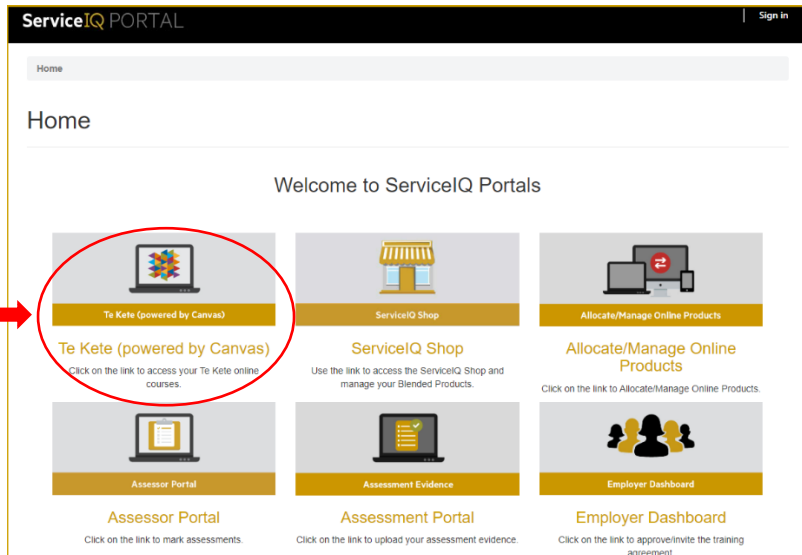 ServiceIQ PORTAL
Sign in
Home
Home
Welcome to ServiceIQ Portals
Te Kete (powered by Canvas)
ServiceIQ Shop
Allocate/Manage Online Products
Te Kete (powered by Canvas)
Click on the link to access your Te Kete online
courses.
ServiceIQ Shop
Use the link to access the ServiceIQ Shop and
manage your Blended Products.
Allocate/Manage Online
Products
Click on the link to Allocate/Manage Online Products.
Assessor Portal
Assessment Evidence
Employer Dashboard
Assessor Portal
Click on the link to mark assessments.
Assessment Portal
Click on the link to upload your assessment evidence.
Employer Dashboard
Click on the link to approve/invite the training
agreement